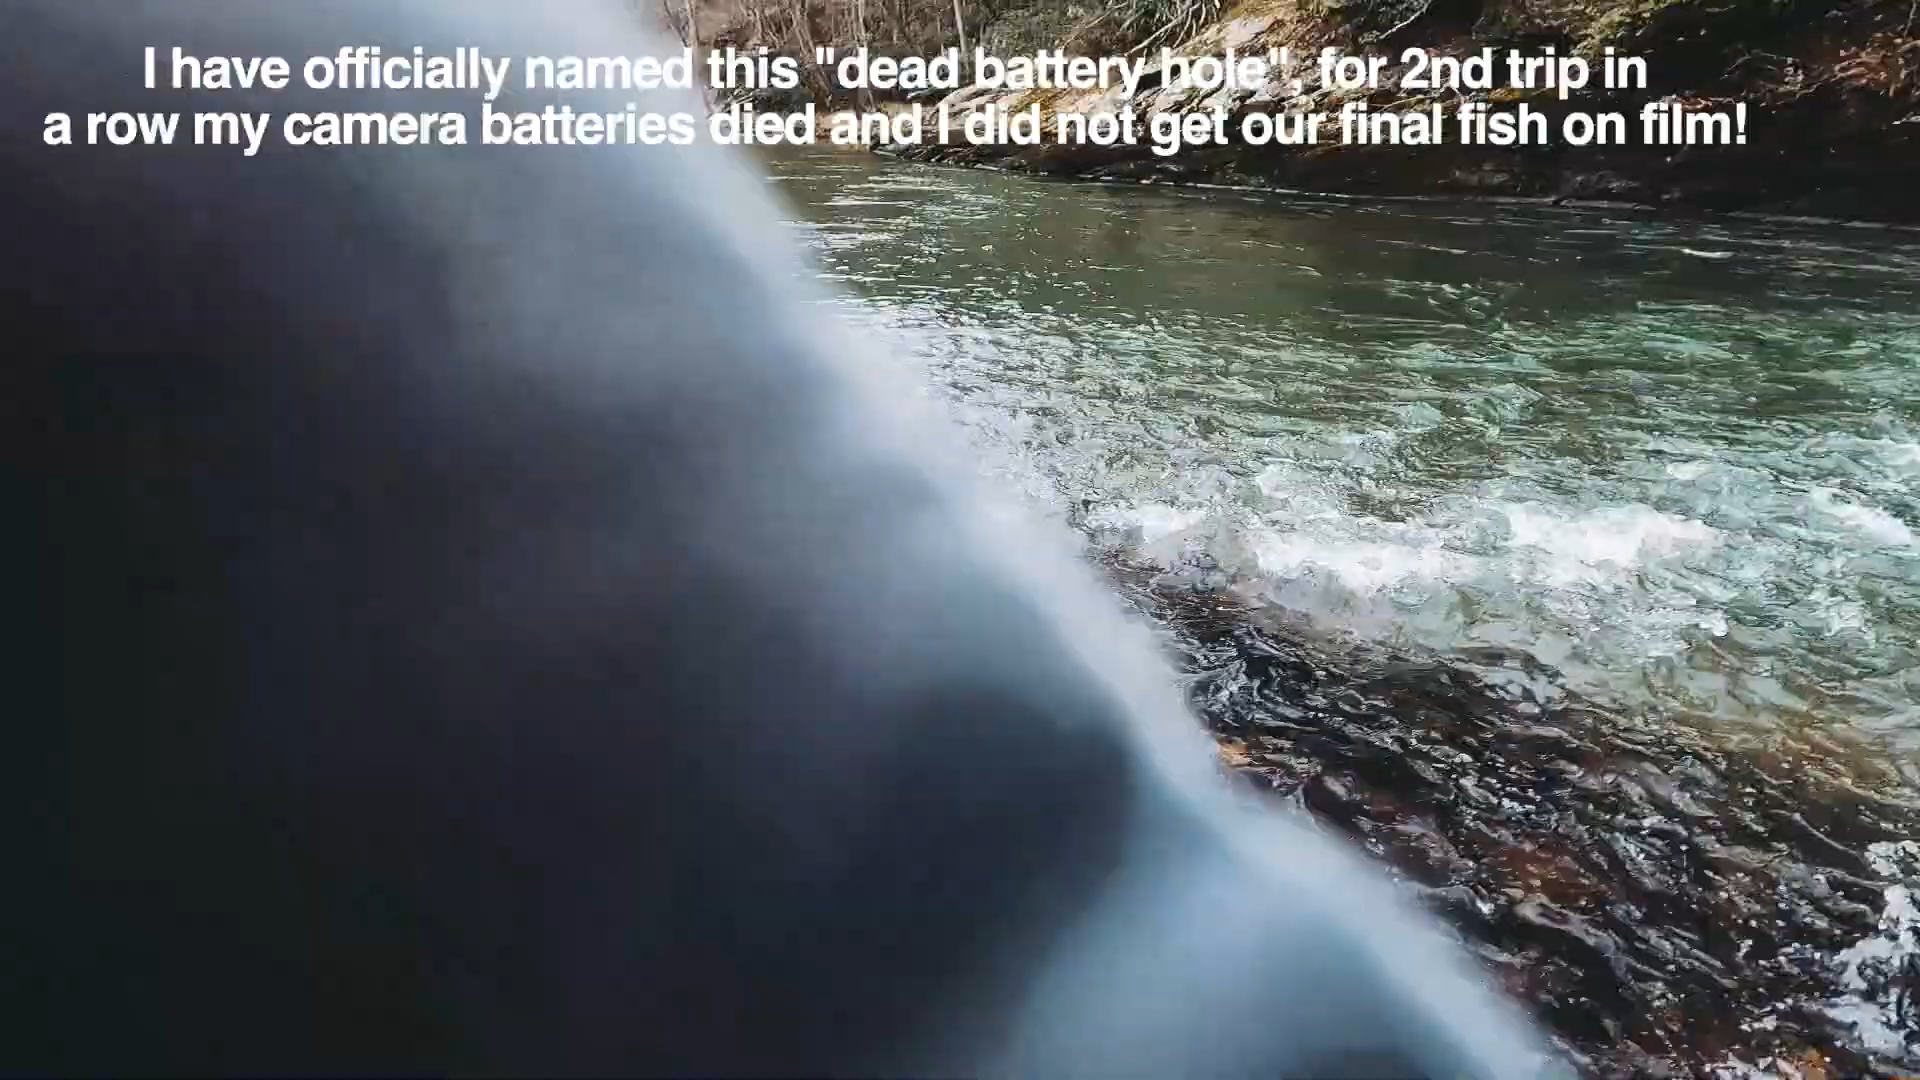 I have officially named this "dead battery hole", for 2nd trip in
a row my camera batteries died and I did not get our final fish on film!